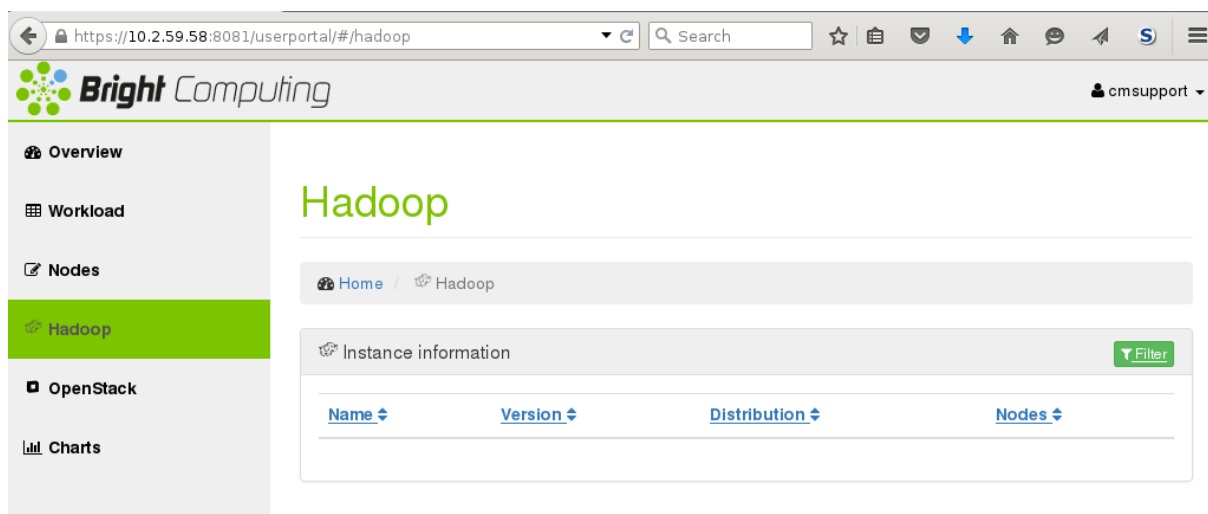 https://10.2.59.58:8081/userportal/#/hadoop Search S
Bright Computing cmsupport
Overview
Workload
Nodes
Hadoop
OpenStack
Charts
Hadoop
Home / Hadoop
Instance information Filter
Name Version Distribution Nodes